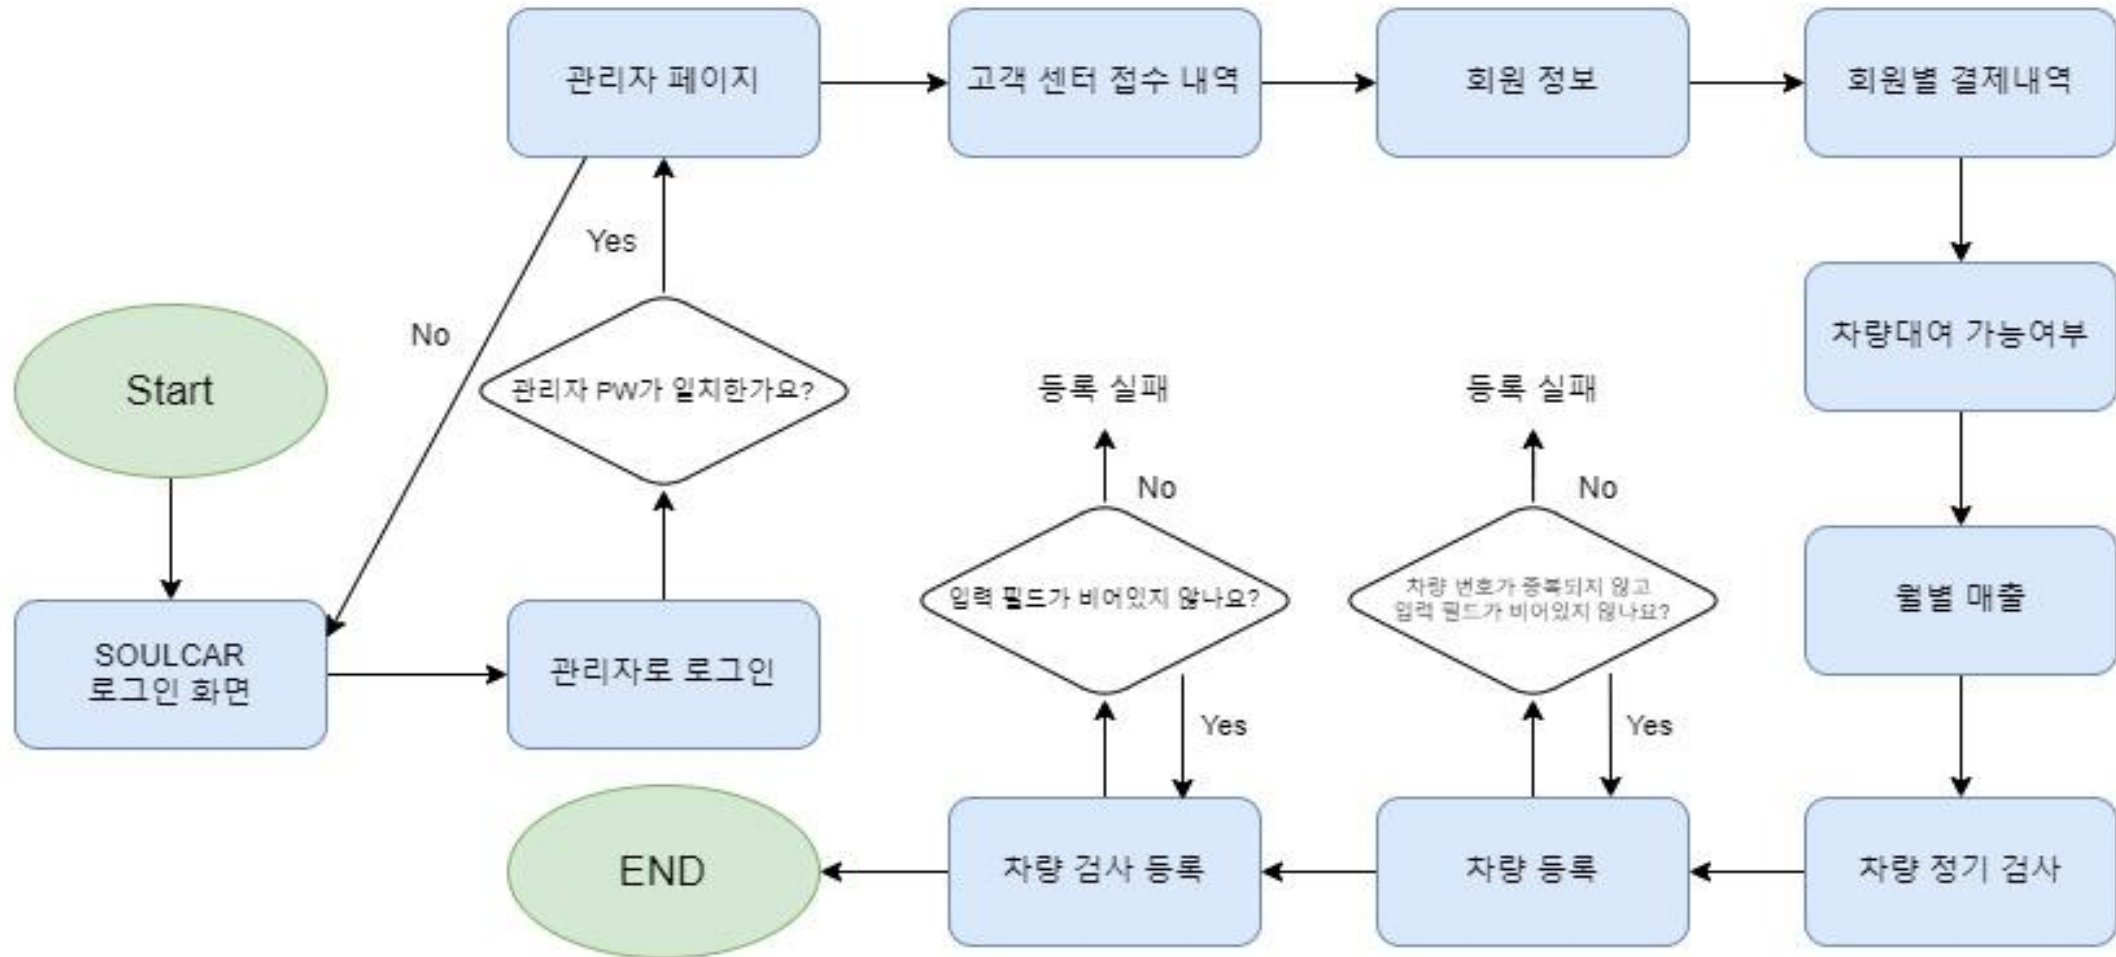 관리자 페이지
고객 센터 접수 내역
회원 정보
회원별 결제내역
Yes
No
Start
관리자 PW가 일치한가요?
등록 실패
등록 실패
차량대여 가능여부
No
No
입력 필드가 비어있지 않나요?
차량 번호가 중복되지 않고
입력 필드가 비어있지 않나요?
월별 매출
SOULCAR
로그인 화면
관리자로 로그인
Yes
Yes
END
차량 검사 등록
차량 등록
차량 정기 검사